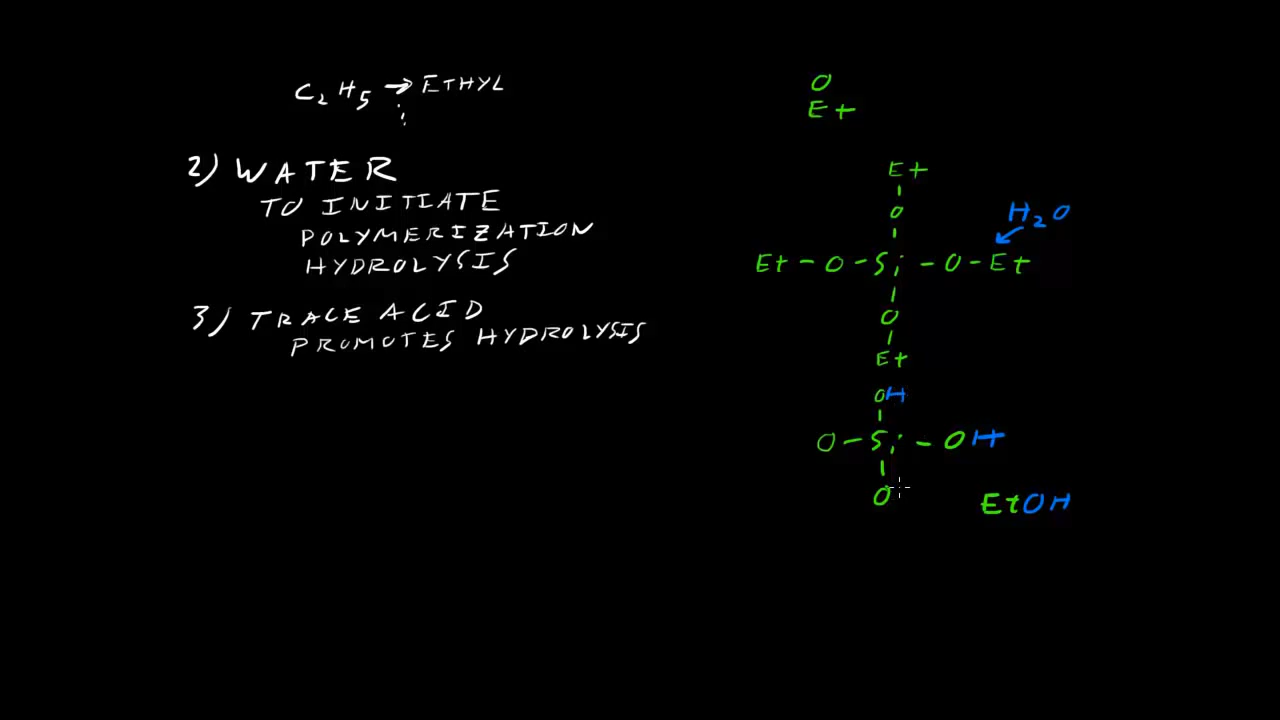 C2H5 → ETHYL
2) WATER
TO INITIATE
POLYMERIZATION
HYDROLYSIS
3) TRACE ACID
PROMOTES HYDROLYSIS
O
Et
Et
O
H2O
Et - O - Si - O - Et
O
Et
OH
O - Si - OH
O
EtOH